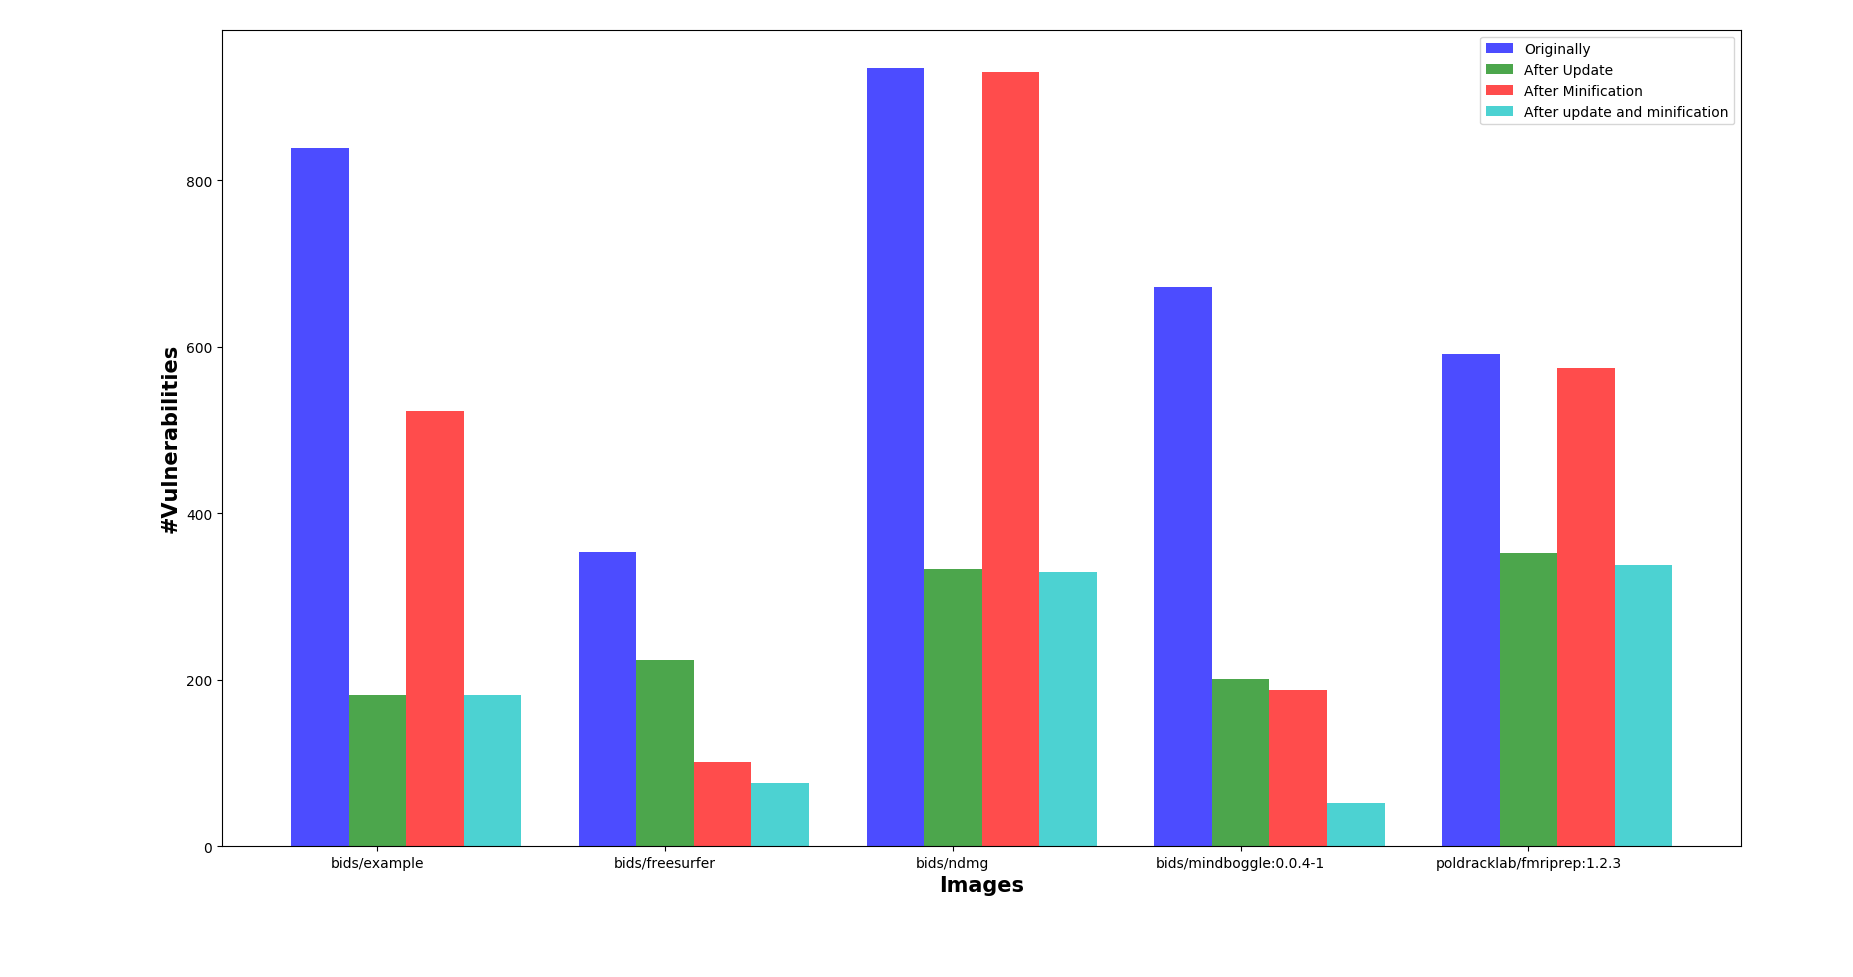 Originally
After Update
After Minification
After update and minification
800
600
400
200
0
#Vulnerabilities
bids/example
bids/freesurfer
bids/ndmg
bids/mindboggle:0.0.4-1
poldracklab/fmriprep:1.2.3
Images